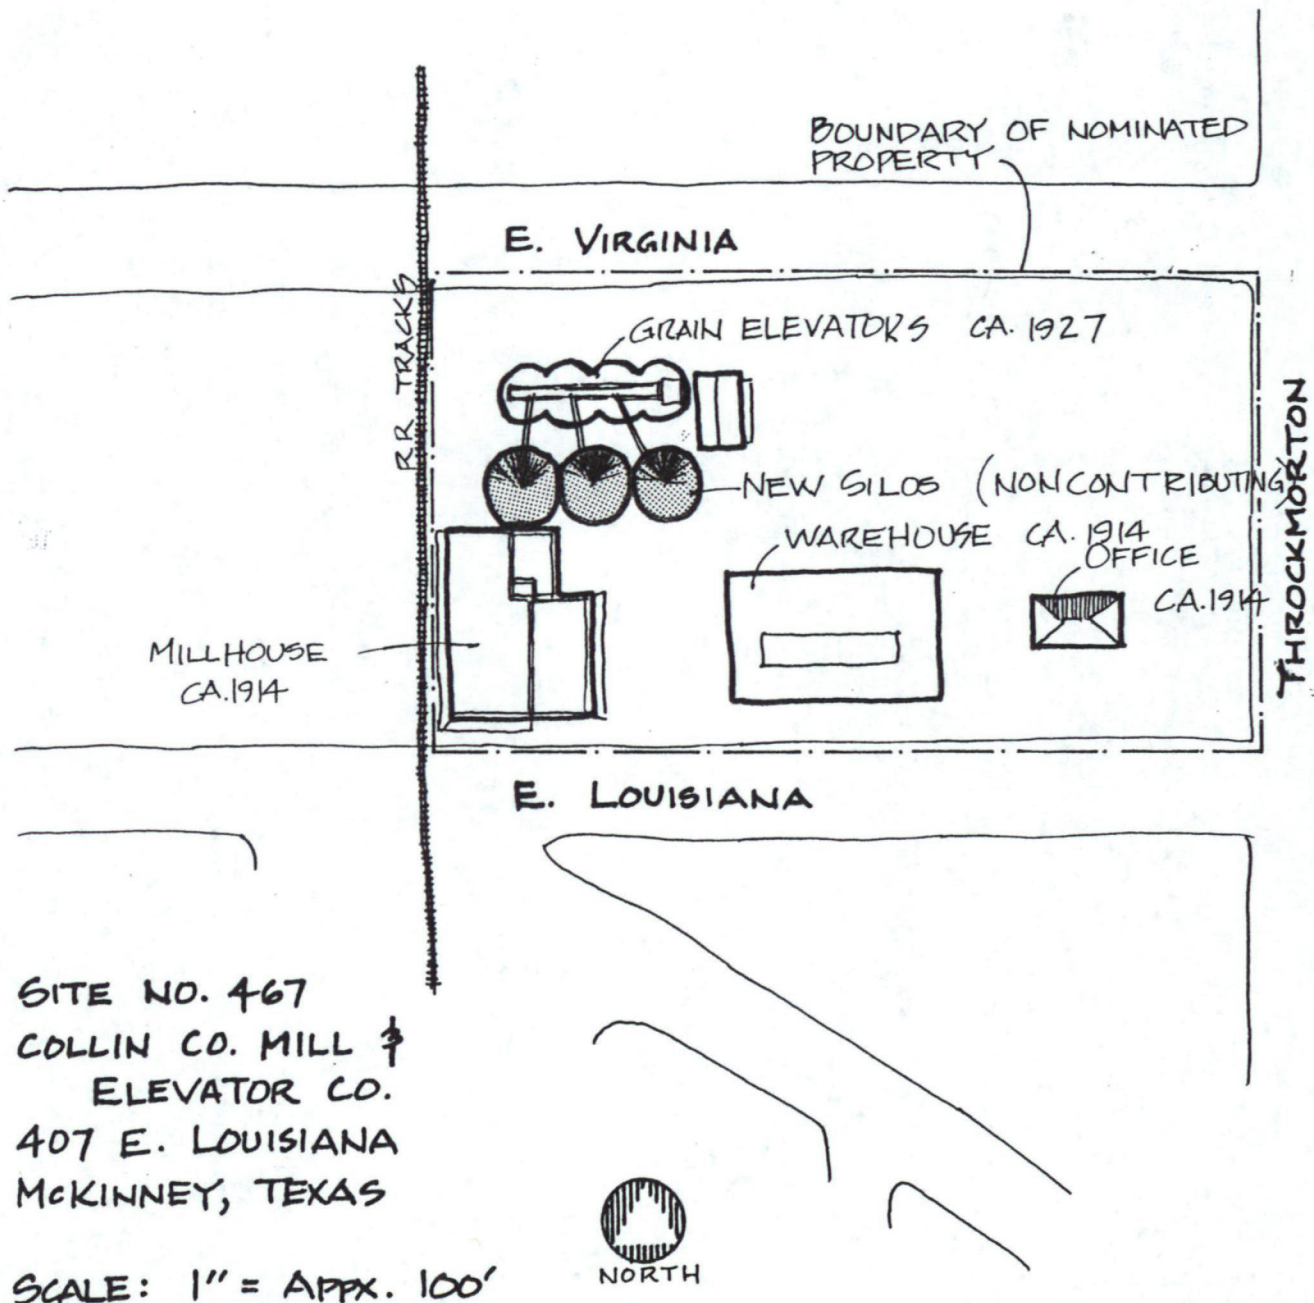 BOUNDARY OF NOMINATED
PROPERTY
E. VIRGINIA
R.R. TRACKS
GRAIN ELEVATORS CA. 1927
THROCKMORTON
NEW SILOS (NONCONTRIBUTING)
WAREHOUSE CA. 1914
OFFICE
CA. 1914
MILLHOUSE
CA. 1914
E. LOUISIANA
SITE NO. 467
COLLIN CO. MILL &
ELEVATOR CO.
407 E. LOUISIANA
McKINNEY, TEXAS
NORTH
SCALE: 1" = APPX. 100'